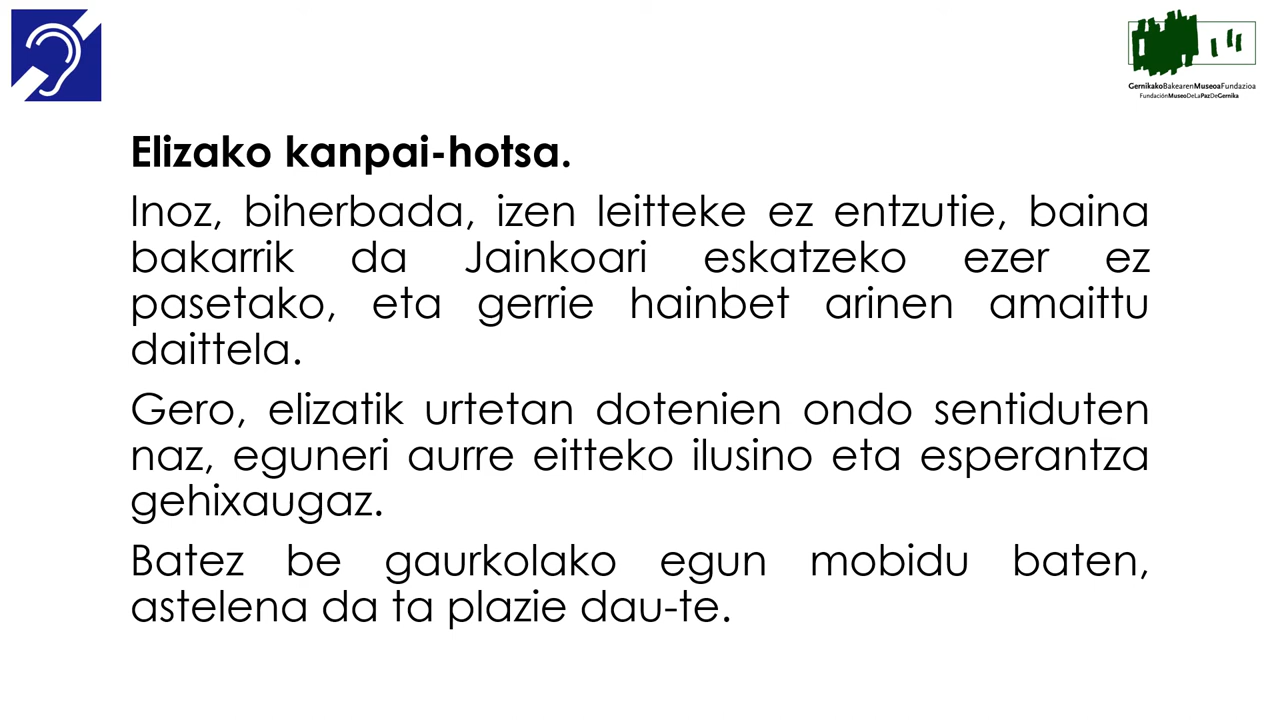 GernikakoBakearenMuseoaFundazioa
FundaciónMuseoDeLaPazDeGernika
Elizako kanpai-hotsa.
Inoz, biherbada, izen leitteke ez entzutie, baina
bakarrik da Jainkoari eskatzeko ezer ez
pasetako, eta gerrie hainbet arinen amaittu
daittela.
Gero, elizatik urtetan dotenien ondo sentiduten
naz, eguneri aurre eitteko ilusino eta esperantza
gehixaugaz.
Batez be gaurkolako egun mobidu baten,
astelena da ta plazie dau-te.